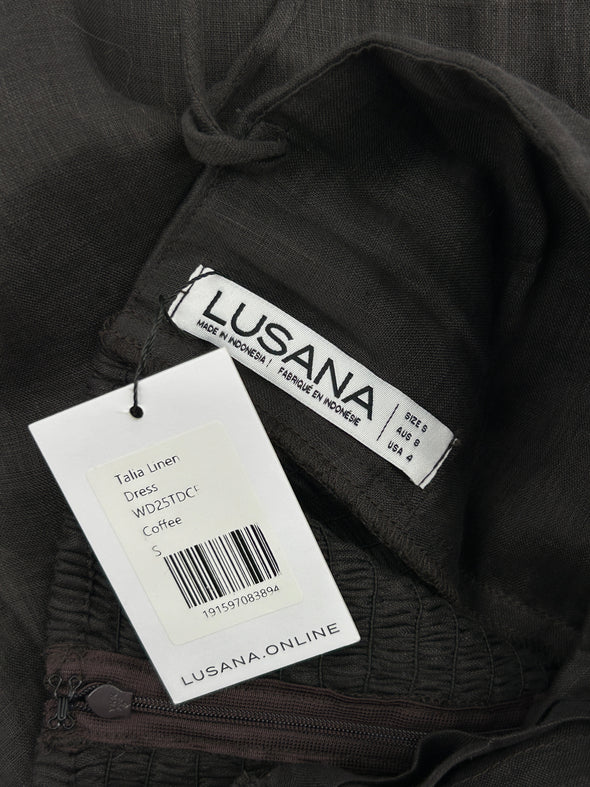 LUSANA
MADE IN INDONESIA / FABRIQUÉ EN INDONÉSIE
SIZE S
AUS 8
USA 4
Talia Linen
Dress
Coffee
S
191597083894
LUSANA.ONLINE